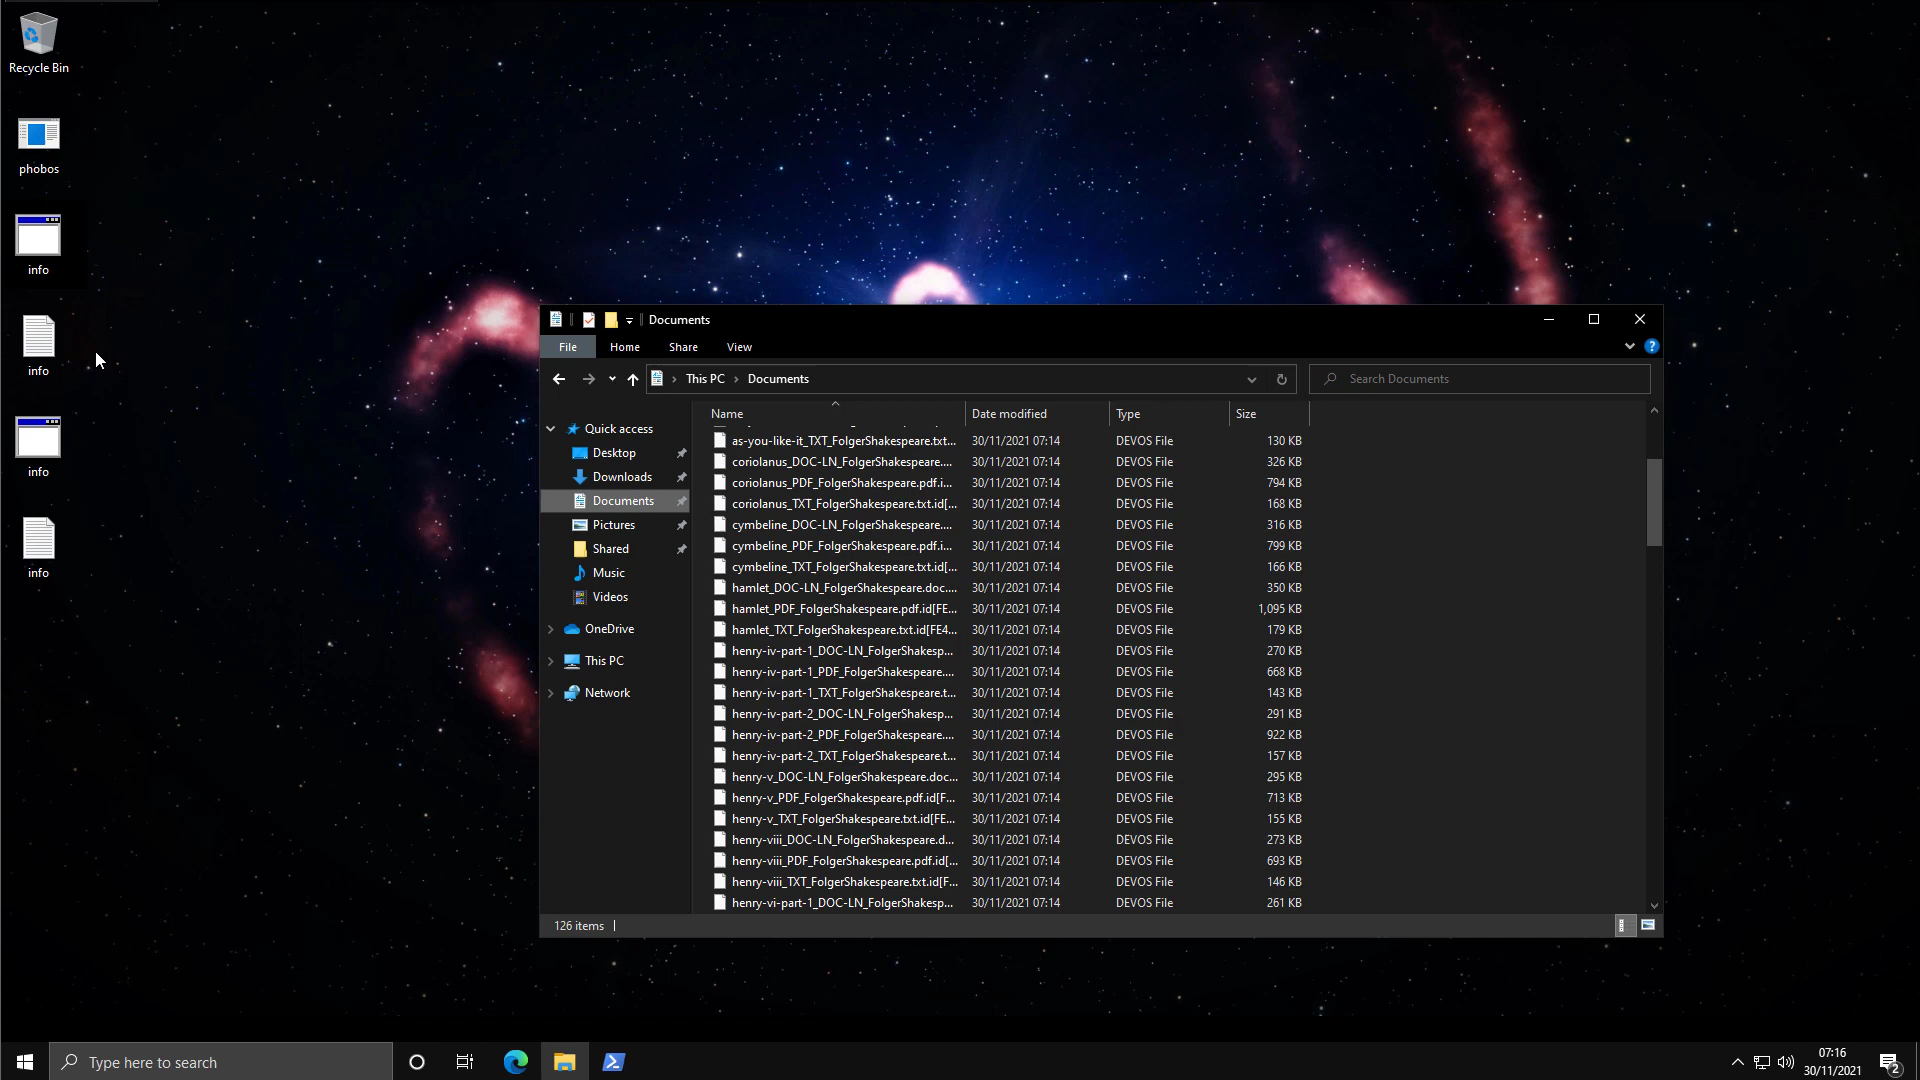 Recycle Bin
phobos
info
info
info
info
Documents
File Home Share View
This PC Documents
Search Documents
Quick access
Desktop
Downloads
Documents
Pictures
Shared
Music
Videos
OneDrive
This PC
Network
Name Date modified Type Size
as-you-like-it_TXT_FolgerShakespeare.txt... 30/11/2021 07:14 DEVOS File 130 KB
coriolanus_DOC-LN_FolgerShakespeare.... 30/11/2021 07:14 DEVOS File 326 KB
coriolanus_PDF_FolgerShakespeare.pdf.i... 30/11/2021 07:14 DEVOS File 794 KB
coriolanus_TXT_FolgerShakespeare.txt.id[... 30/11/2021 07:14 DEVOS File 168 KB
cymbeline_DOC-LN_FolgerShakespeare.... 30/11/2021 07:14 DEVOS File 316 KB
cymbeline_PDF_FolgerShakespeare.pdf.i... 30/11/2021 07:14 DEVOS File 799 KB
cymbeline_TXT_FolgerShakespeare.txt.id[... 30/11/2021 07:14 DEVOS File 166 KB
hamlet_DOC-LN_FolgerShakespeare.doc.... 30/11/2021 07:14 DEVOS File 350 KB
hamlet_PDF_FolgerShakespeare.pdf.id[FE... 30/11/2021 07:14 DEVOS File 1,095 KB
hamlet_TXT_FolgerShakespeare.txt.id[FE4... 30/11/2021 07:14 DEVOS File 179 KB
henry-iv-part-1_DOC-LN_FolgerShakesp... 30/11/2021 07:14 DEVOS File 270 KB
henry-iv-part-1_PDF_FolgerShakespeare.... 30/11/2021 07:14 DEVOS File 668 KB
henry-iv-part-1_TXT_FolgerShakespeare.t... 30/11/2021 07:14 DEVOS File 143 KB
henry-iv-part-2_DOC-LN_FolgerShakesp... 30/11/2021 07:14 DEVOS File 291 KB
henry-iv-part-2_PDF_FolgerShakespeare.... 30/11/2021 07:14 DEVOS File 922 KB
henry-iv-part-2_TXT_FolgerShakespeare.t... 30/11/2021 07:14 DEVOS File 157 KB
henry-v_DOC-LN_FolgerShakespeare.doc... 30/11/2021 07:14 DEVOS File 295 KB
henry-v_PDF_FolgerShakespeare.pdf.id[F... 30/11/2021 07:14 DEVOS File 713 KB
henry-v_TXT_FolgerShakespeare.txt.id[FE... 30/11/2021 07:14 DEVOS File 155 KB
henry-viii_DOC-LN_FolgerShakespeare.d... 30/11/2021 07:14 DEVOS File 273 KB
henry-viii_PDF_FolgerShakespeare.pdf.id[... 30/11/2021 07:14 DEVOS File 693 KB
henry-viii_TXT_FolgerShakespeare.txt.id[F... 30/11/2021 07:14 DEVOS File 146 KB
henry-vi-part-1_DOC-LN_FolgerShakesp... 30/11/2021 07:14 DEVOS File 261 KB
126 items
Type here to search
07:16
30/11/2021
2